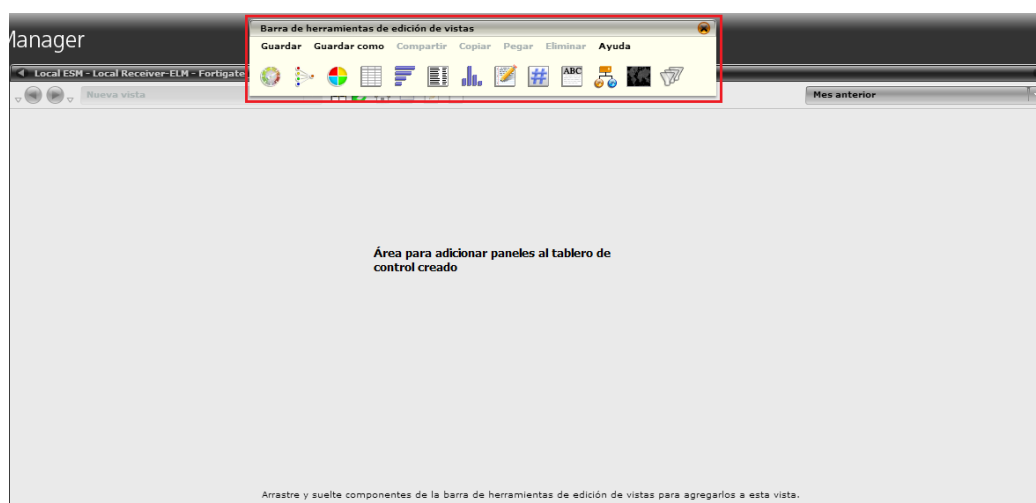 Manager
Barra de herramientas de edición de vistas
Guardar Guardar como Compartir Copiar Pegar Eliminar Ayuda
ABC
Local ESM - Local Receiver-ELM - Fortigate
Nueva vista
Mes anterior
Área para adicionar paneles al tablero de
control creado
Arrastre y suelte componentes de la barra de herramientas de edición de vistas para agregarlos a esta vista.